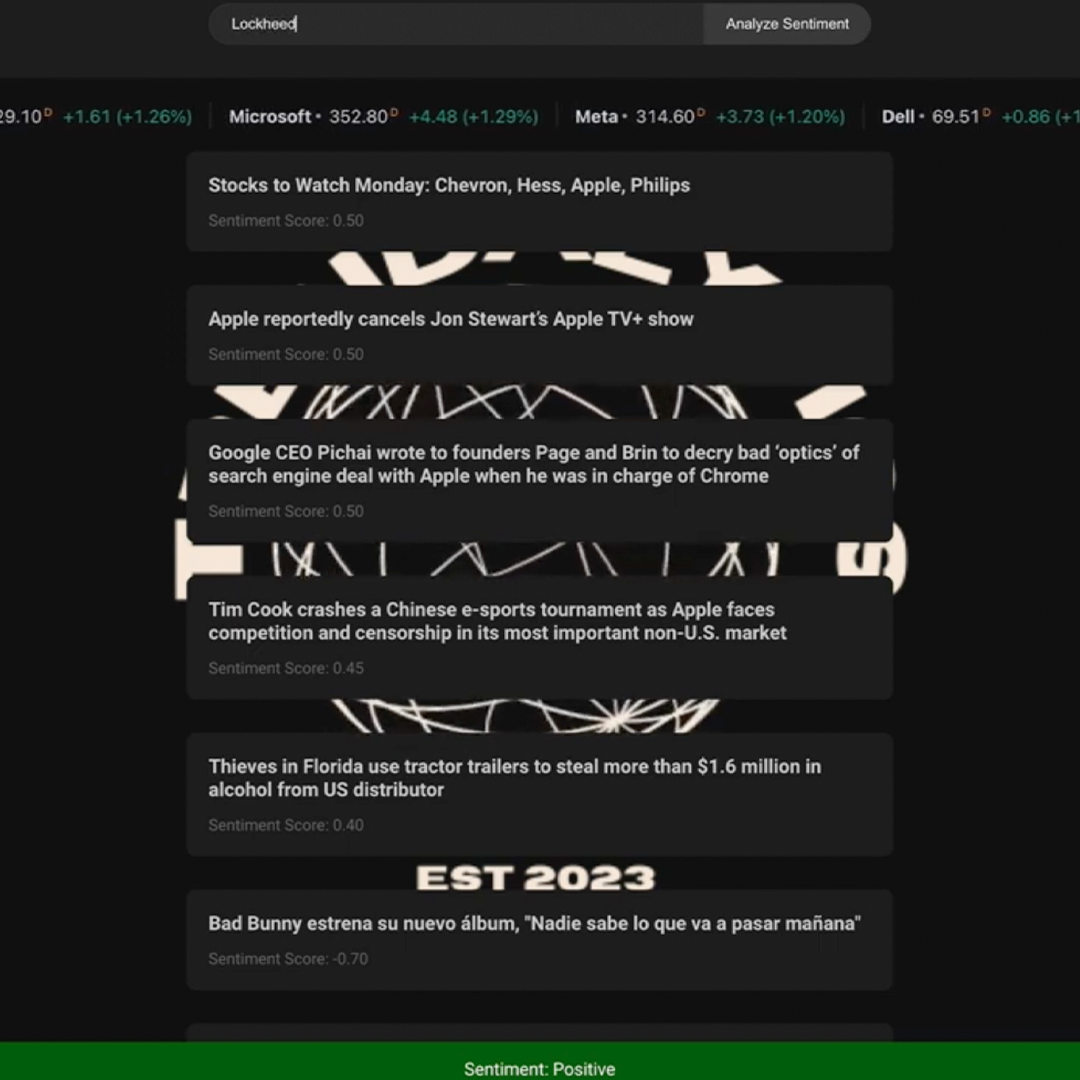 Lockheed
Analyze Sentiment
29.10ᴰ +1.61 (+1.26%) Microsoft • 352.80ᴰ +4.48 (+1.29%) Meta • 314.60ᴰ +3.73 (+1.20%) Dell • 69.51ᴰ +0.86 (+1
Stocks to Watch Monday: Chevron, Hess, Apple, Philips
Sentiment Score: 0.50
Apple reportedly cancels Jon Stewart’s Apple TV+ show
Sentiment Score: 0.50
Google CEO Pichai wrote to founders Page and Brin to decry bad ‘optics’ of
search engine deal with Apple when he was in charge of Chrome
Sentiment Score: 0.50
Tim Cook crashes a Chinese e-sports tournament as Apple faces
competition and censorship in its most important non-U.S. market
Sentiment Score: 0.45
Thieves in Florida use tractor trailers to steal more than $1.6 million in
alcohol from US distributor
Sentiment Score: 0.40
EST 2023
Bad Bunny estrena su nuevo álbum, "Nadie sabe lo que va a pasar mañana"
Sentiment Score: -0.70
Sentiment: Positive